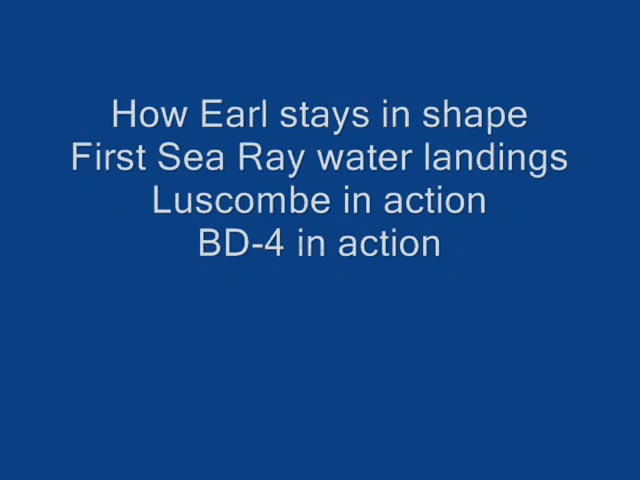 How Earl stays in shape
First Sea Ray water landings
Luscombe in action
BD-4 in action